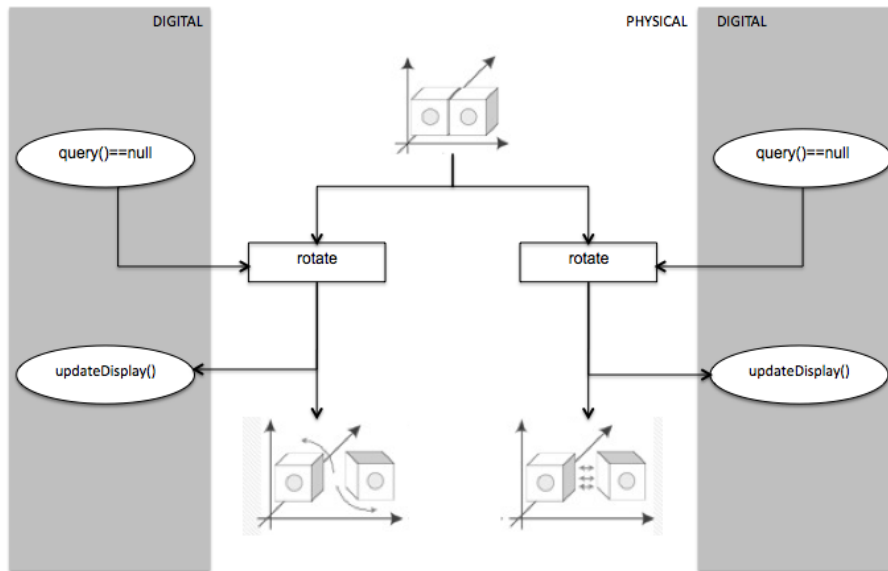 DIGITAL
PHYSICAL
DIGITAL
query()==null
query()==null
rotate
rotate
updateDisplay()
updateDisplay()